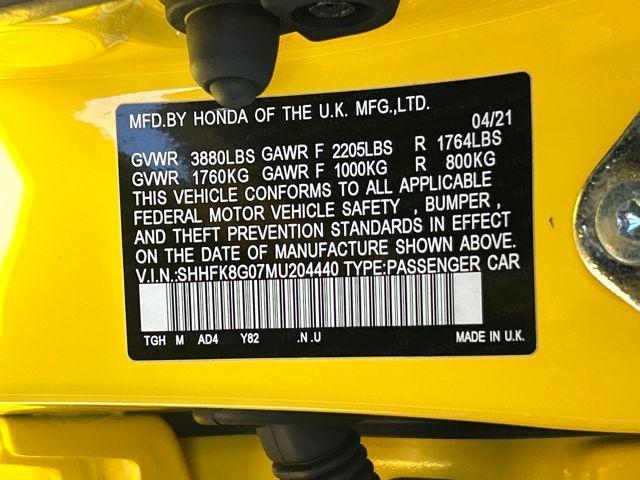 MFD.BY HONDA OF THE U.K. MFG.,LTD.
04/21
GVWR 3880LBS GAWR F 2205LBS R 1764LBS
GVWR 1760KG GAWR F 1000KG R 800KG
THIS VEHICLE CONFORMS TO ALL APPLICABLE
FEDERAL MOTOR VEHICLE SAFETY , BUMPER ,
AND THEFT PREVENTION STANDARDS IN EFFECT
ON THE DATE OF MANUFACTURE SHOWN ABOVE.
V.I.N.:SHHFK8G07MU204440 TYPE:PASSENGER CAR
TGH M AD4 Y82 .N.U MADE IN U.K.